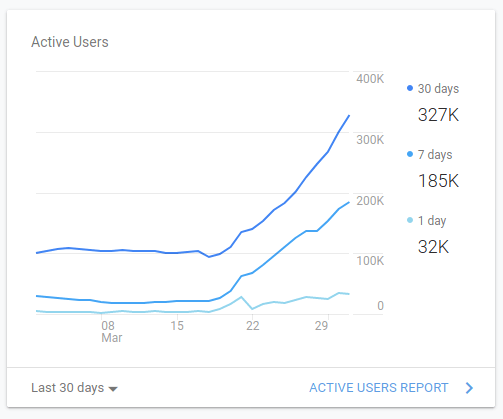 Active Users
400K
300K
200K
100K
0
08
Mar
15
22
29
30 days
327K
7 days
185K
1 day
32K
Last 30 days
ACTIVE USERS REPORT